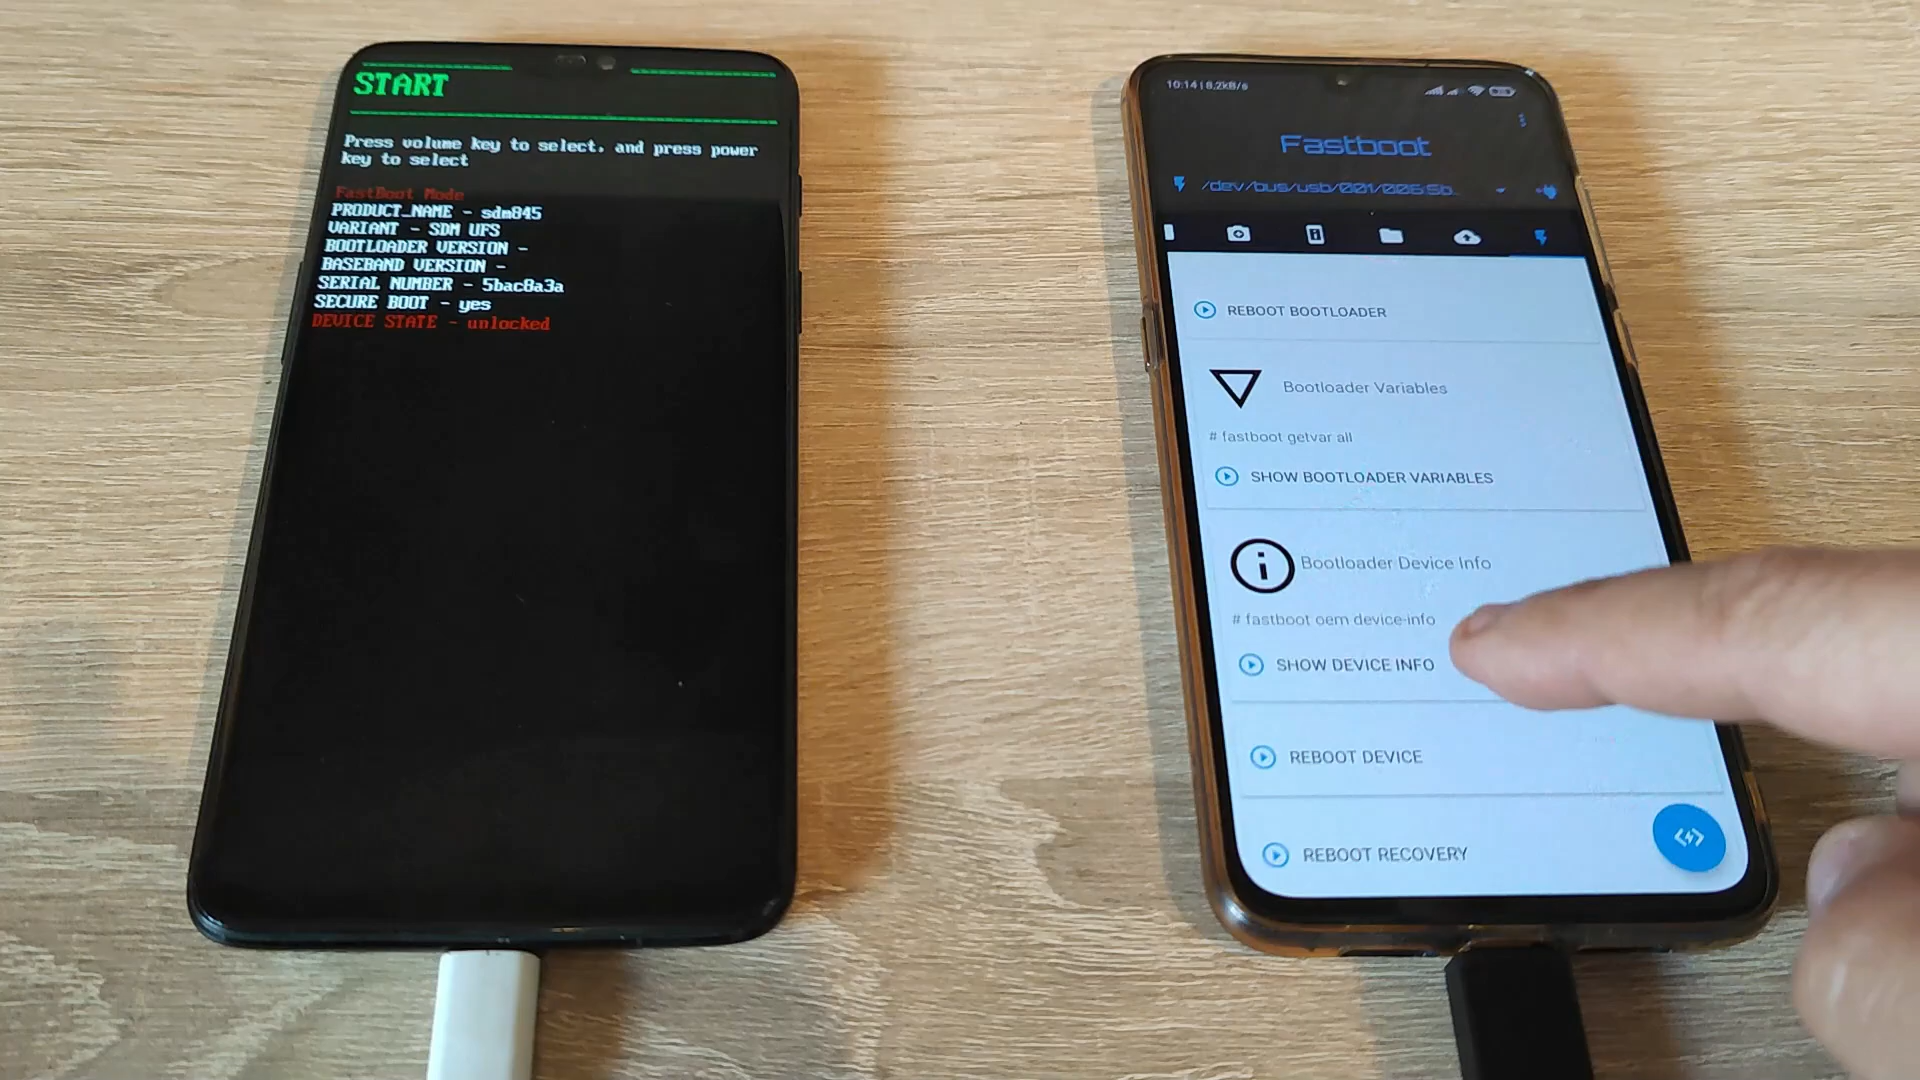 START
Press volume key to select, and press power
key to select
FastBoot Mode
PRODUCT_NAME - sdm845
VARIANT - SDM UFS
BOOTLOADER VERSION -
BASEBAND VERSION -
SERIAL NUMBER - 5bac8a3a
SECURE BOOT - yes
DEVICE STATE - unlocked
10:14 | 8,2kB/s
Fastboot
/dev/bus/usb/001/006:5b...
REBOOT BOOTLOADER
Bootloader Variables
# fastboot getvar all
SHOW BOOTLOADER VARIABLES
Bootloader Device Info
# fastboot oem device-info
SHOW DEVICE INFO
REBOOT DEVICE
REBOOT RECOVERY